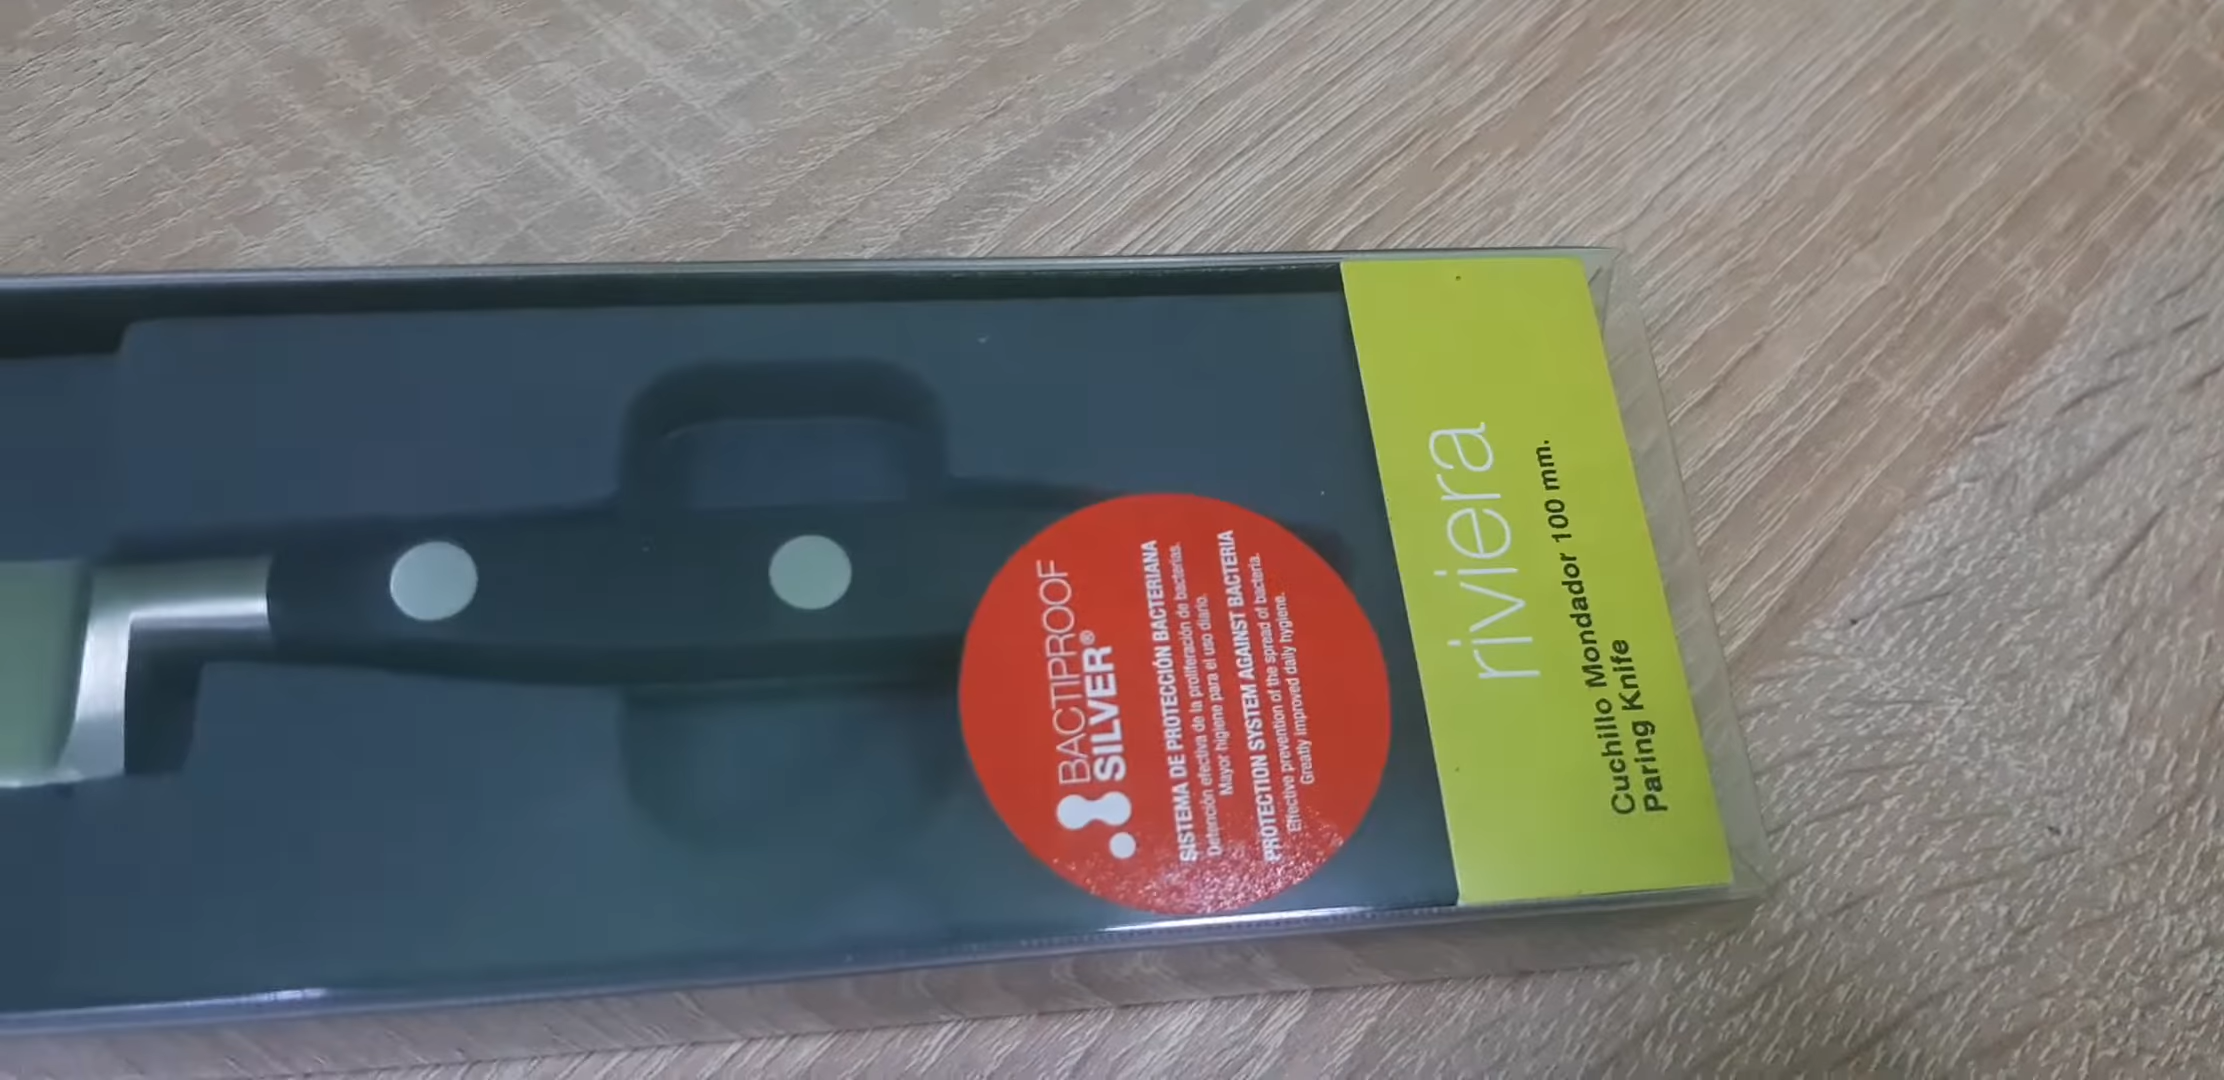 BACTIPROOF
SILVER®
SISTEMA DE PROTECCIÓN BACTERIANA
Detención efectiva de la proliferación de bacterias.
Mayor higiene para el uso diario.
PROTECTION SYSTEM AGAINST BACTERIA
Effective prevention of the spread of bacteria.
Greatly improved daily hygiene.
riviera
Cuchillo Mondador 100 mm.
Paring Knife